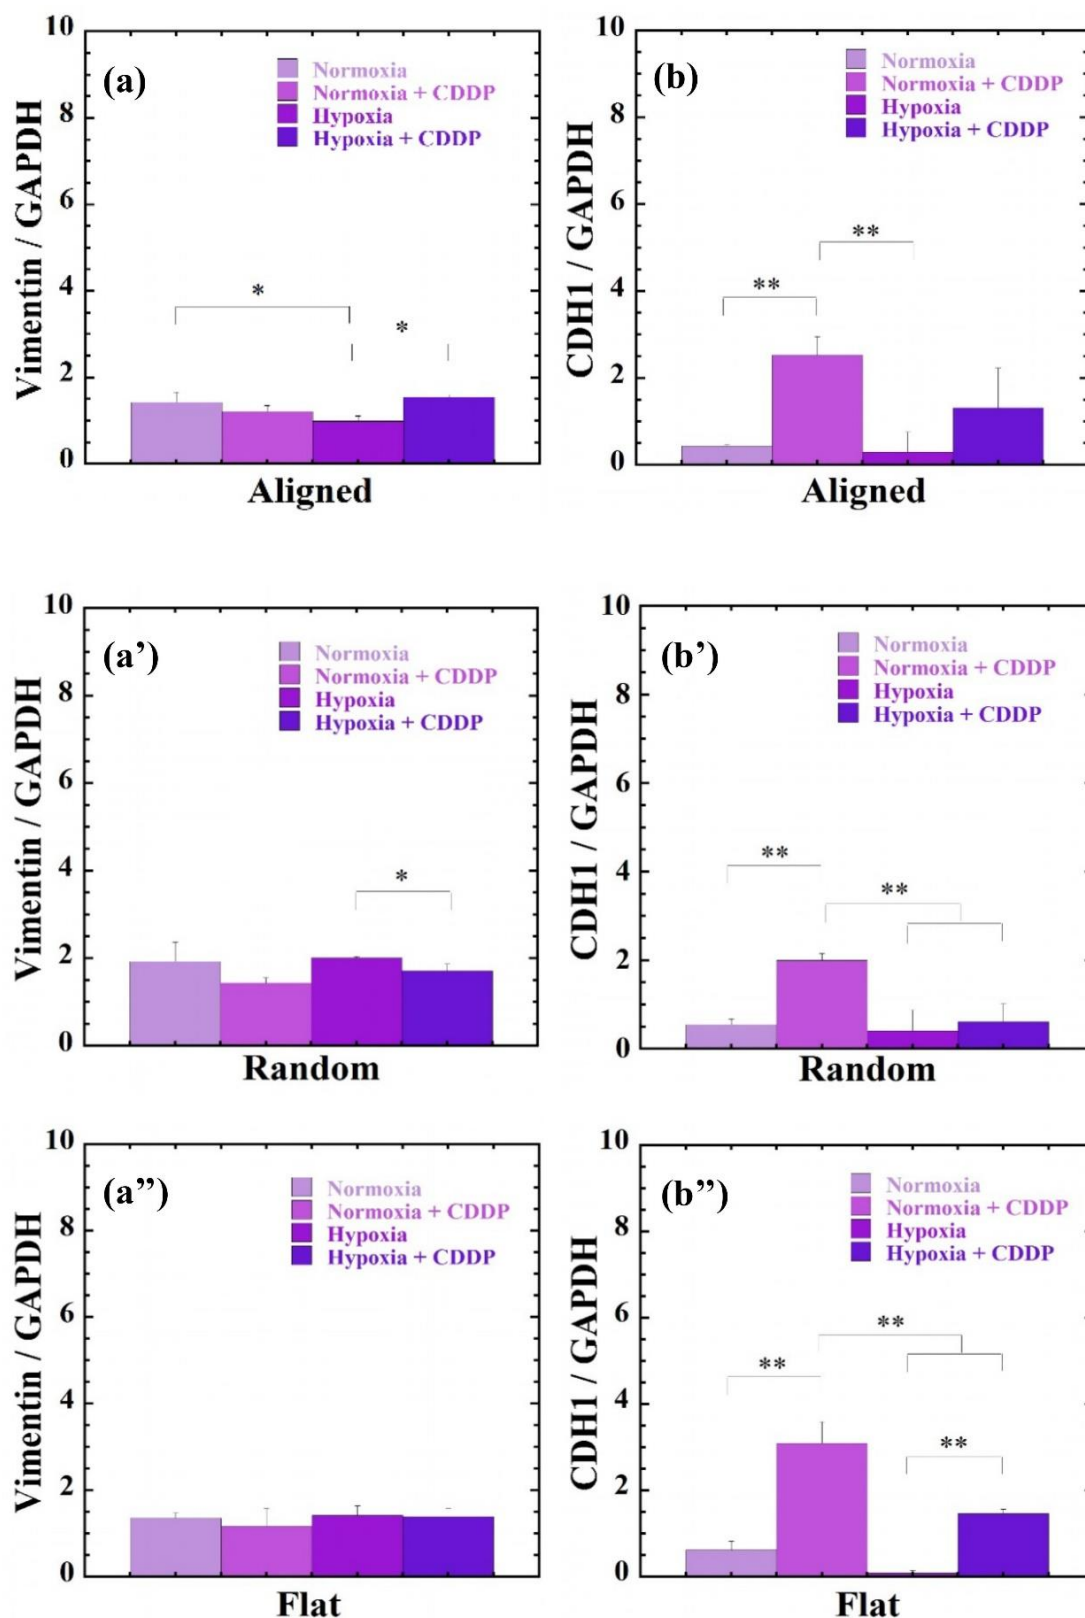 (a)
Vimentin / GAPDH
10
8
6
4
2
0
Normoxia
Normoxia + CDDP
Hypoxia
Hypoxia + CDDP
*
*
Aligned
(b)
CDH1 / GAPDH
10
8
6
4
2
0
Normoxia
Normoxia + CDDP
Hypoxia
Hypoxia + CDDP
**
**
Aligned
(a’)
Vimentin / GAPDH
10
8
6
4
2
0
Normoxia
Normoxia + CDDP
Hypoxia
Hypoxia + CDDP
*
Random
(b’)
CDH1 / GAPDH
10
8
6
4
2
0
Normoxia
Normoxia + CDDP
Hypoxia
Hypoxia + CDDP
**
**
Random
(a”)
Vimentin / GAPDH
10
8
6
4
2
0
Normoxia
Normoxia + CDDP
Hypoxia
Hypoxia + CDDP
Flat
(b”)
CDH1 / GAPDH
10
8
6
4
2
0
Normoxia
Normoxia + CDDP
Hypoxia
Hypoxia + CDDP
**
**
**
Flat